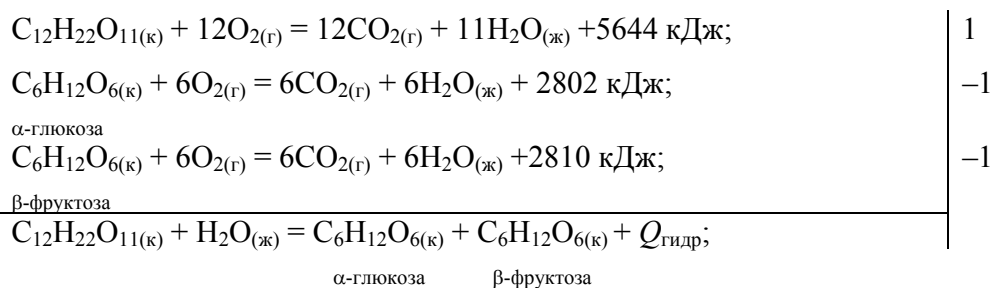 C₁₂H₂₂O₁₁₍ₖ₎ + 12O₂₍г₎ = 12CO₂₍г₎ + 11H₂O₍ж₎ +5644 кДж; 1
C₆H₁₂O₆₍ₖ₎ + 6O₂₍г₎ = 6CO₂₍г₎ + 6H₂O₍ж₎ + 2802 кДж; –1
α-глюкоза
C₆H₁₂O₆₍ₖ₎ + 6O₂₍г₎ = 6CO₂₍г₎ + 6H₂O₍ж₎ +2810 кДж; –1
β-фруктоза
C₁₂H₂₂O₁₁₍ₖ₎ + H₂O₍ж₎ = C₆H₁₂O₆₍ₖ₎ + C₆H₁₂O₆₍ₖ₎ + Qгидр;
α-глюкоза β-фруктоза